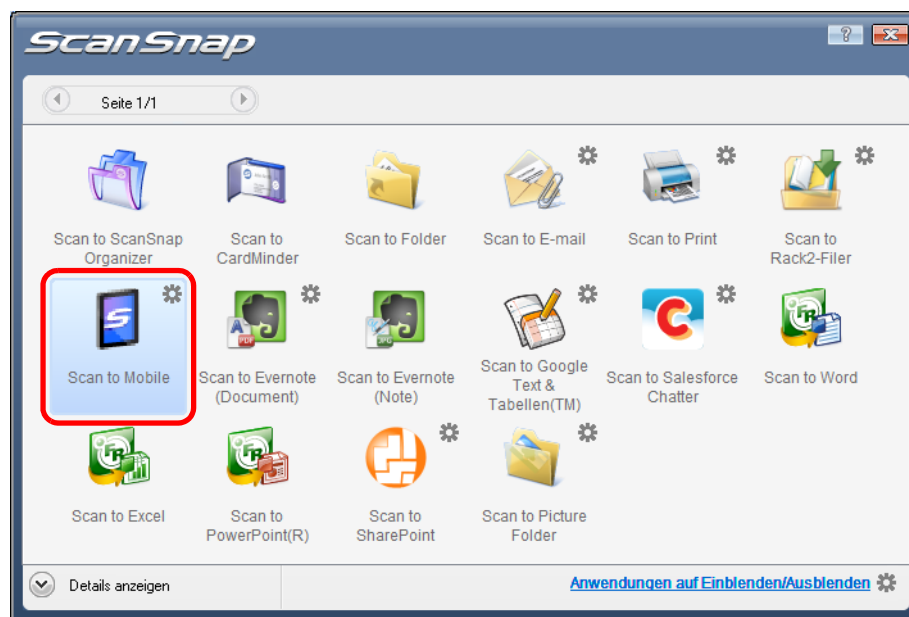 ScanSnap
?
Seite 1/1
Scan to ScanSnap
Organizer
Scan to
CardMinder
Scan to Folder
Scan to E-mail
Scan to Print
Scan to
Rack2-Filer
Scan to Mobile
Scan to Evernote
(Document)
Scan to Evernote
(Note)
Scan to Google
Text &
Tabellen(TM)
Scan to Salesforce
Chatter
Scan to Word
Scan to Excel
Scan to
PowerPoint(R)
Scan to
SharePoint
Scan to Picture
Folder
Details anzeigen
Anwendungen auf Einblenden/Ausblenden